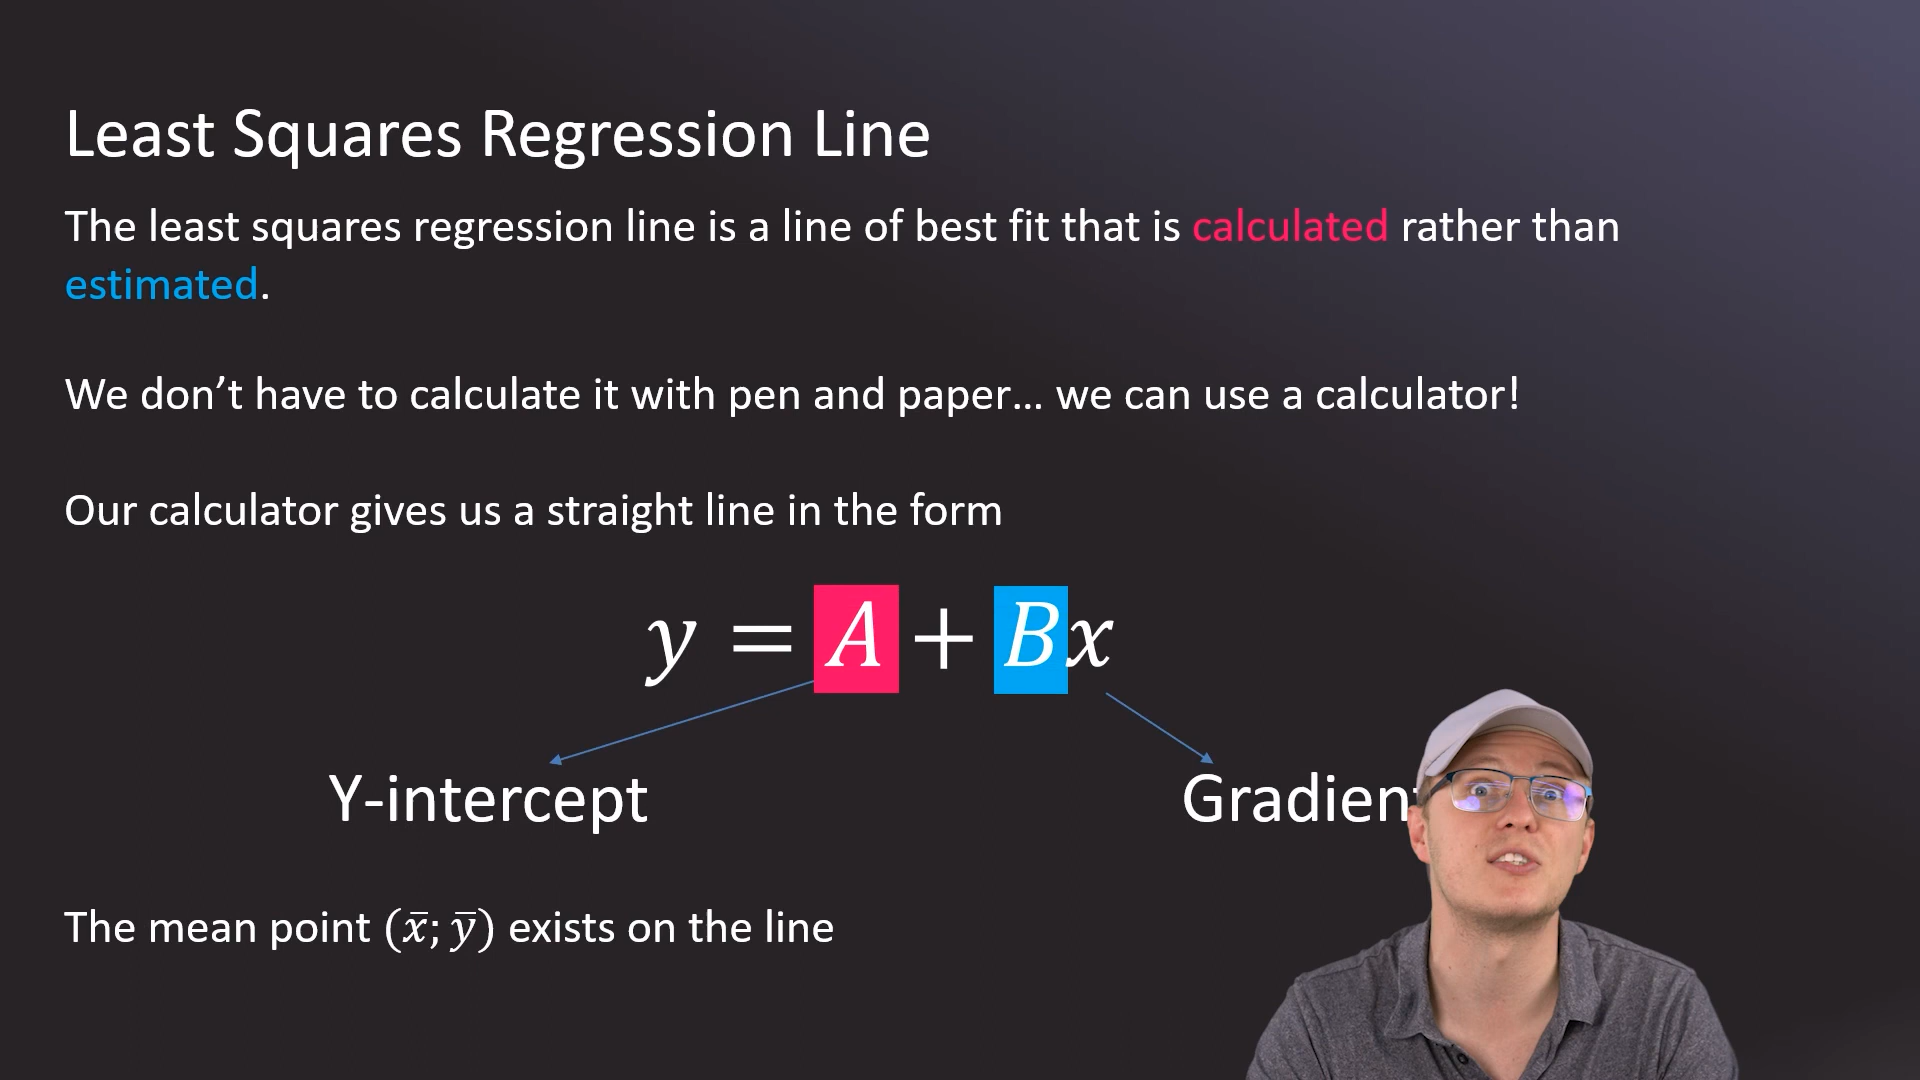 Least Squares Regression Line
The least squares regression line is a line of best fit that is calculated rather than
estimated.
We don’t have to calculate it with pen and paper... we can use a calculator!
Our calculator gives us a straight line in the form
y = A + Bx
Y-intercept Gradient
The mean point (x̅; y̅) exists on the line